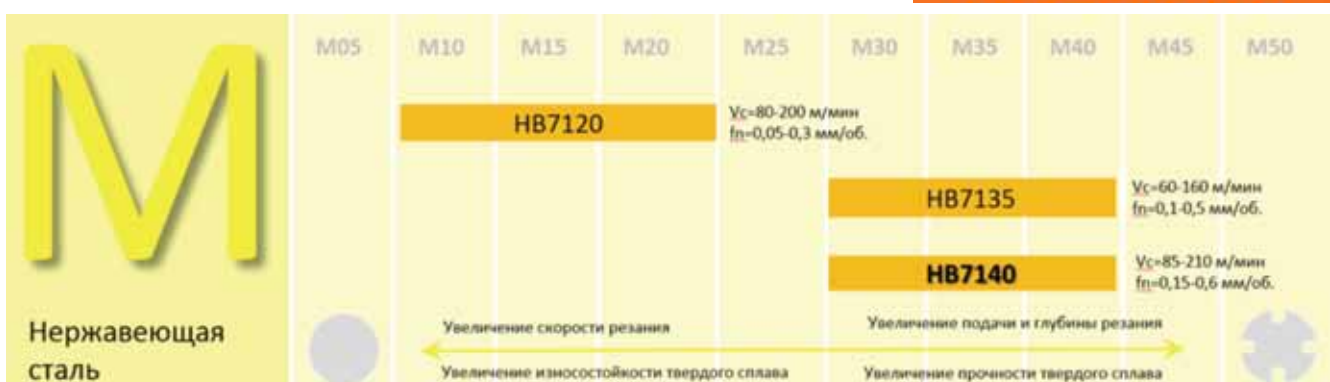 M
M05 M10 M15 M20 M25 M30 M35 M40 M45 M50
HB7120
Vc=80-200 м/мин
fn=0,05-0,3 мм/об.
HB7135
Vc=60-160 м/мин
fn=0,1-0,5 мм/об.
HB7140
Vc=85-210 м/мин
fn=0,15-0,6 мм/об.
Нержавеющая
сталь
Увеличение скорости резания
Увеличение подачи и глубины резания
Увеличение износостойкости твердого сплава
Увеличение прочности твердого сплава